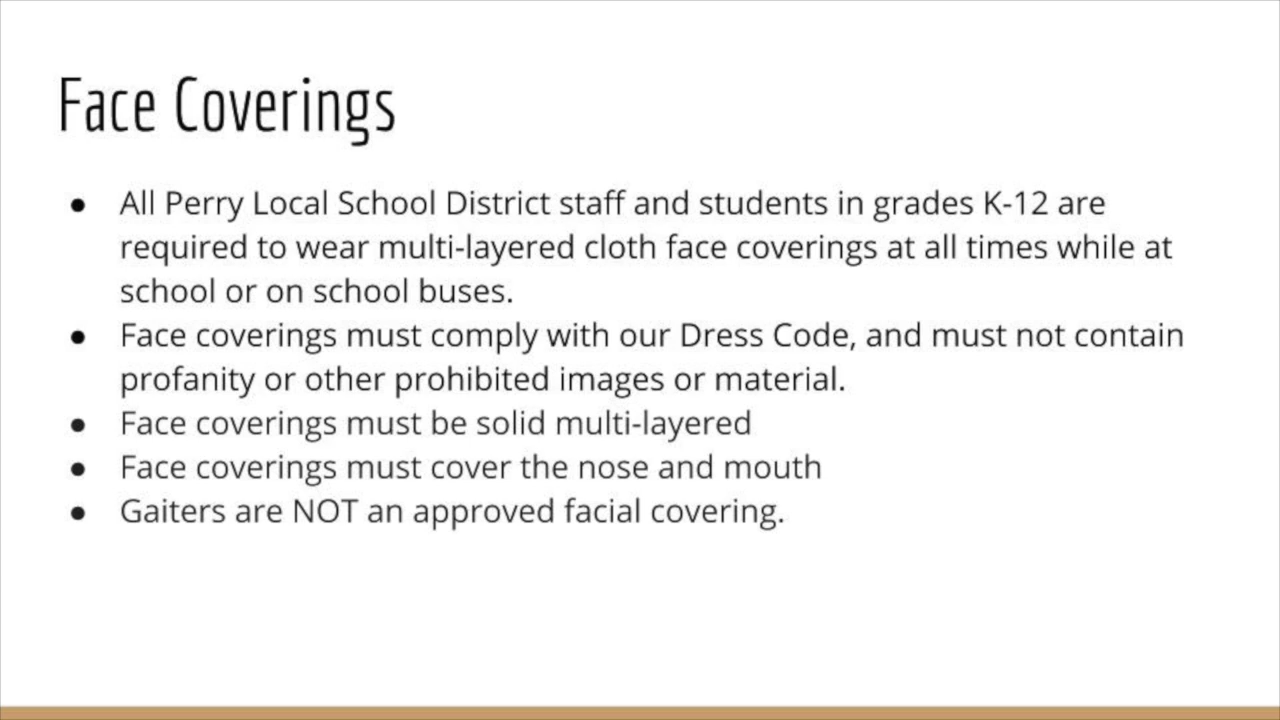 Face Coverings
● All Perry Local School District staff and students in grades K-12 are
required to wear multi-layered cloth face coverings at all times while at
school or on school buses.
● Face coverings must comply with our Dress Code, and must not contain
profanity or other prohibited images or material.
● Face coverings must be solid multi-layered
● Face coverings must cover the nose and mouth
● Gaiters are NOT an approved facial covering.